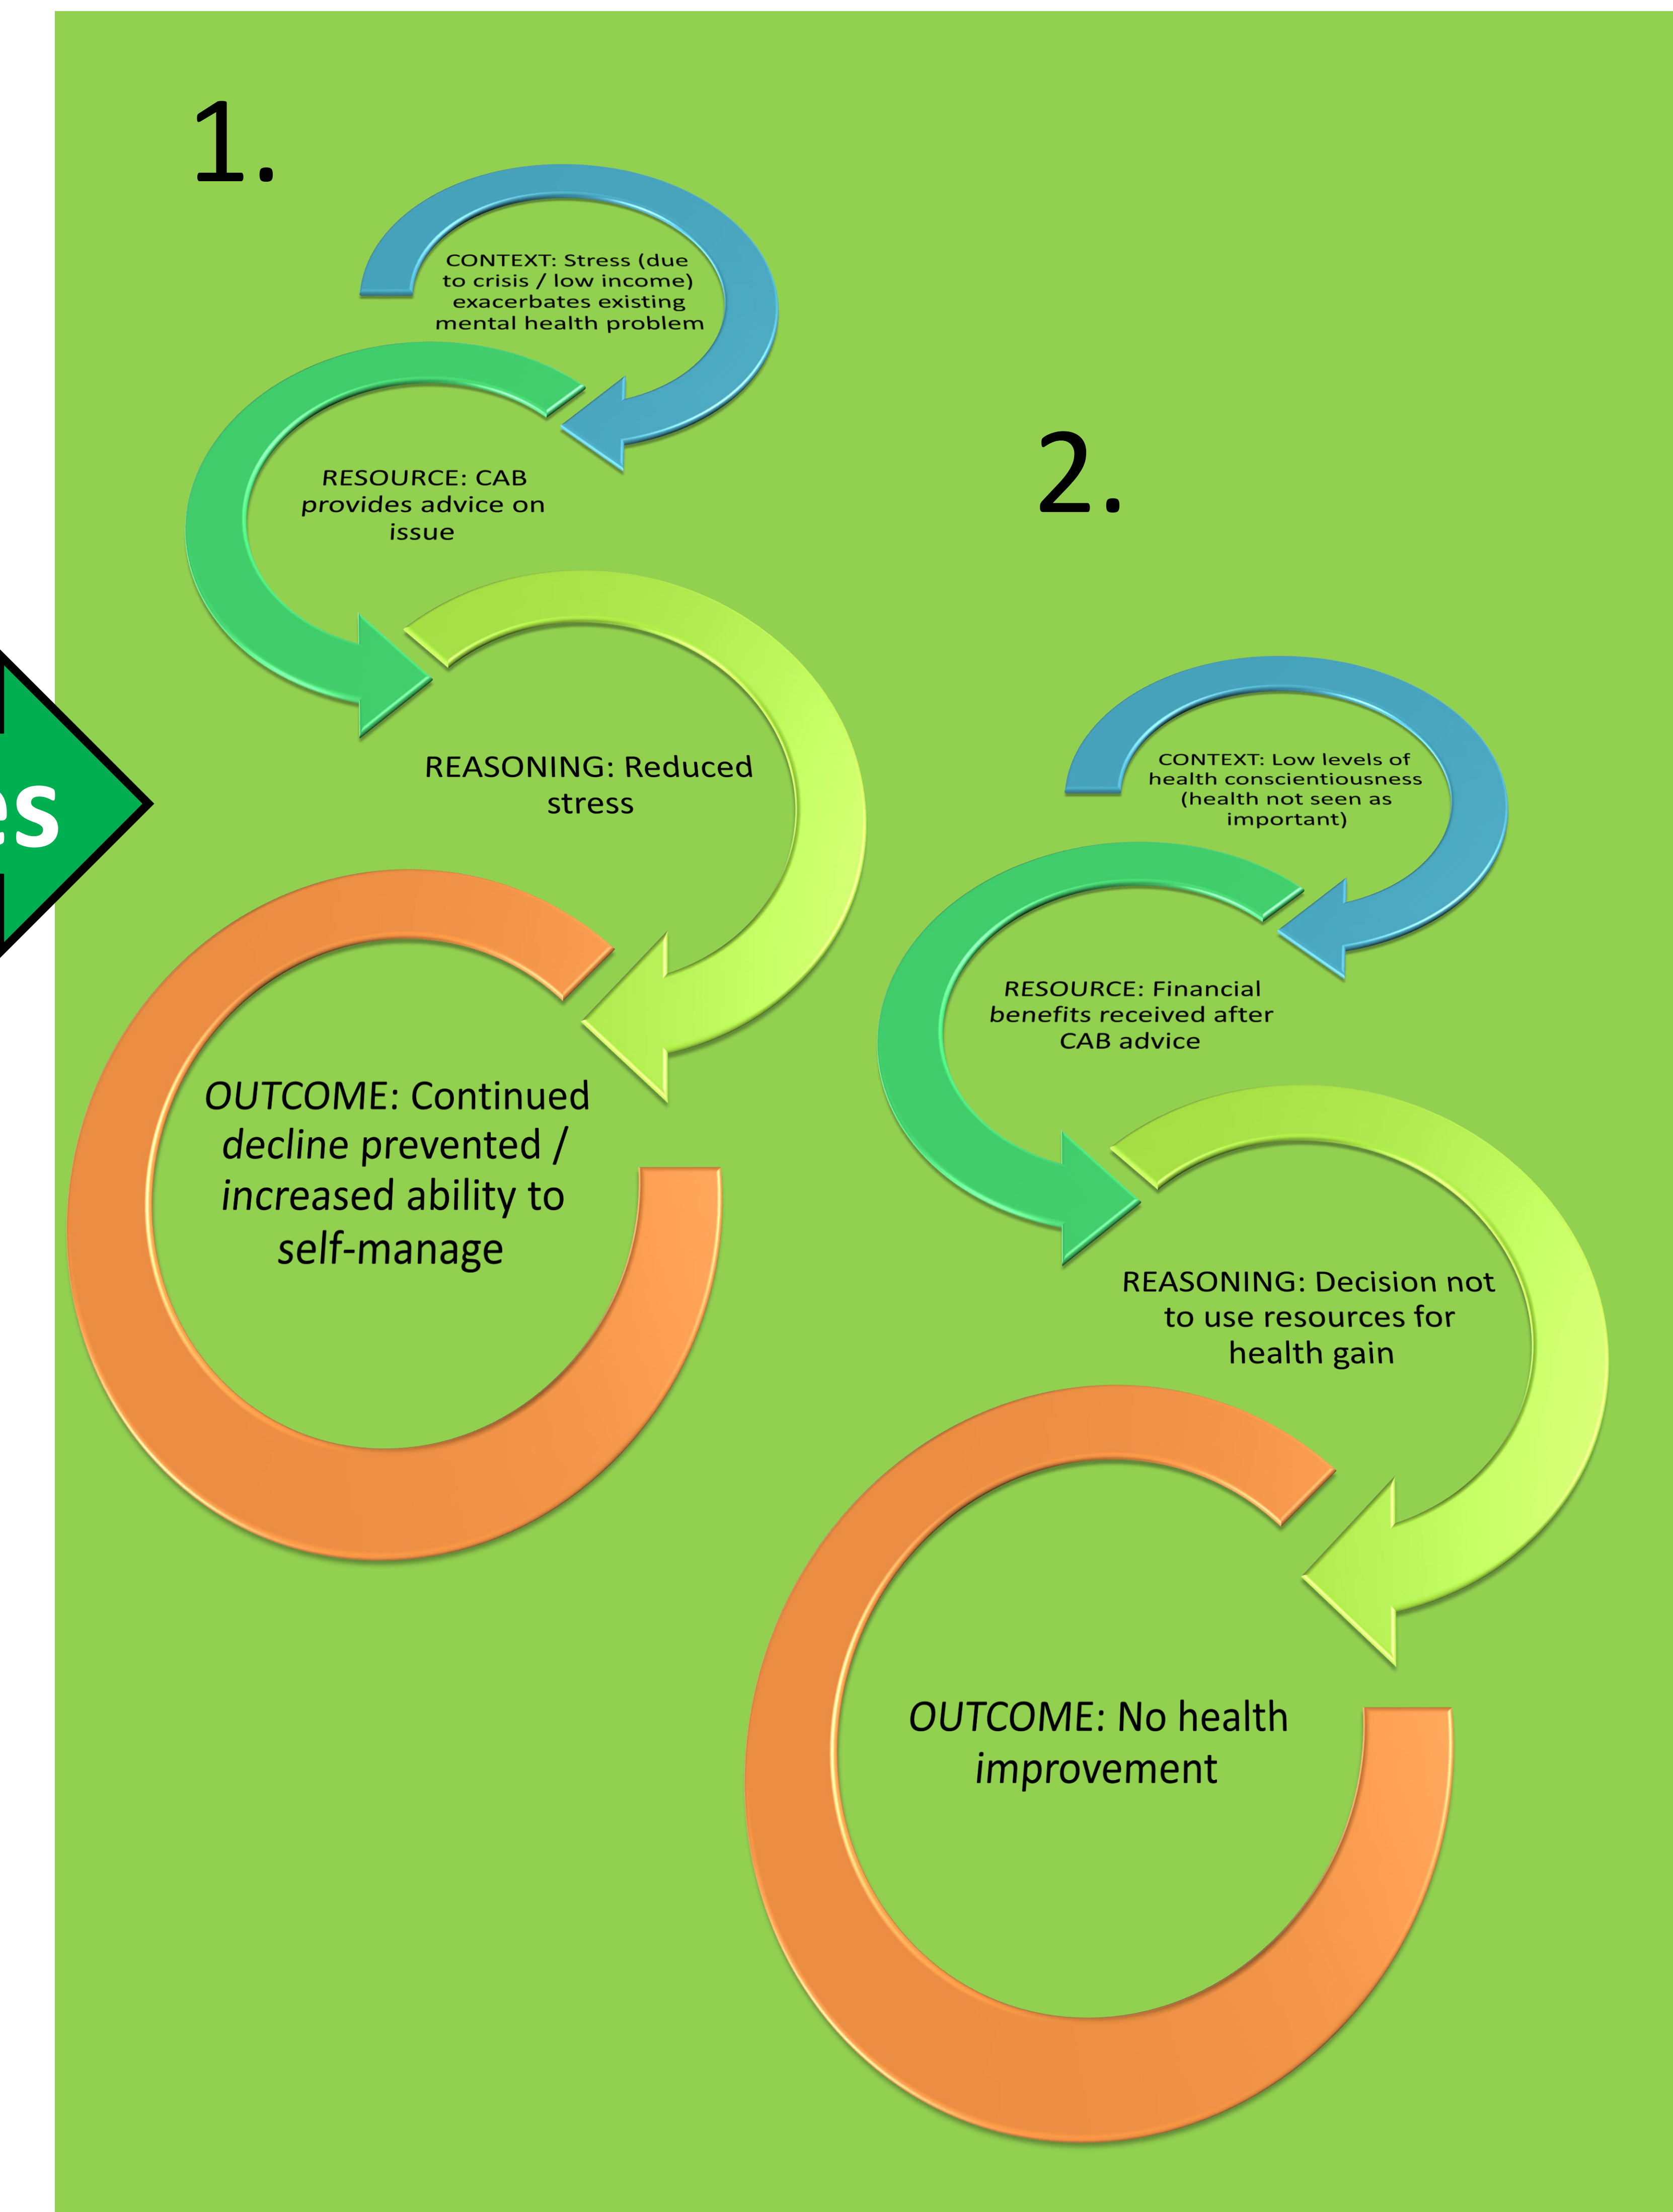 1.
CONTEXT: Stress (due
to crisis / low income)
exacerbates existing
mental health problem
RESOURCE: CAB
provides advice on
issue
REASONING: Reduced
stress
OUTCOME: Continued
decline prevented /
increased ability to
self-manage
es
2.
CONTEXT: Low levels of
health conscientiousness
(health not seen as
important)
RESOURCE: Financial
benefits received after
CAB advice
REASONING: Decision not
to use resources for
health gain
OUTCOME: No health
improvement